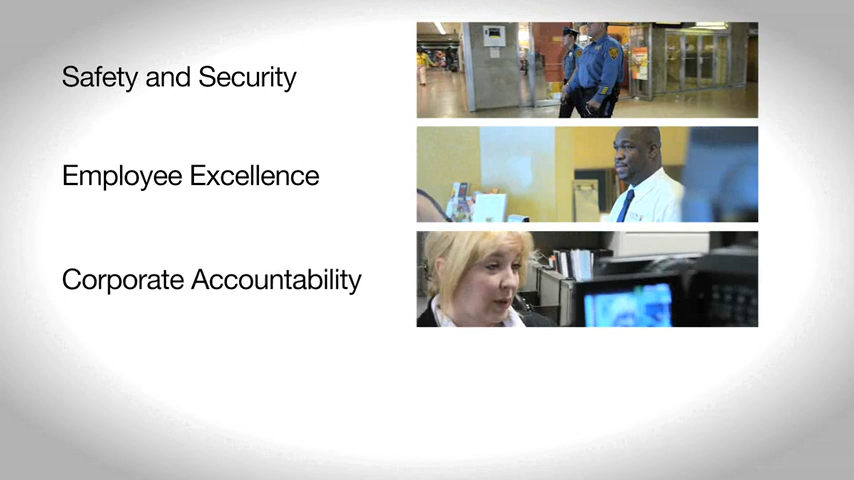 Safety and Security
Employee Excellence
Corporate Accountability